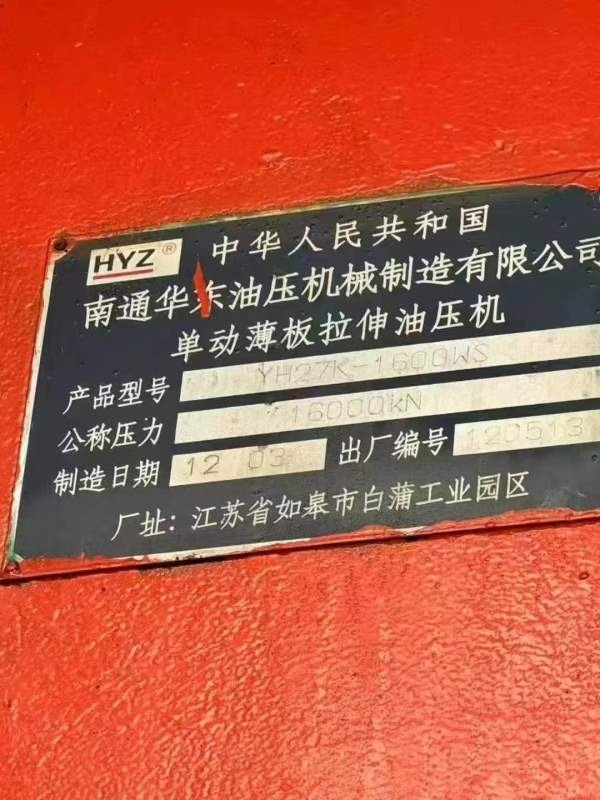 HYZ® 中华人民共和国
南通华东油压机械制造有限公司
单动薄板拉伸油压机
产品型号 YH27K-1600WS
公称压力 16000kN
制造日期 12 03 出厂编号 120513
厂址：江苏省如皋市白蒲工业园区